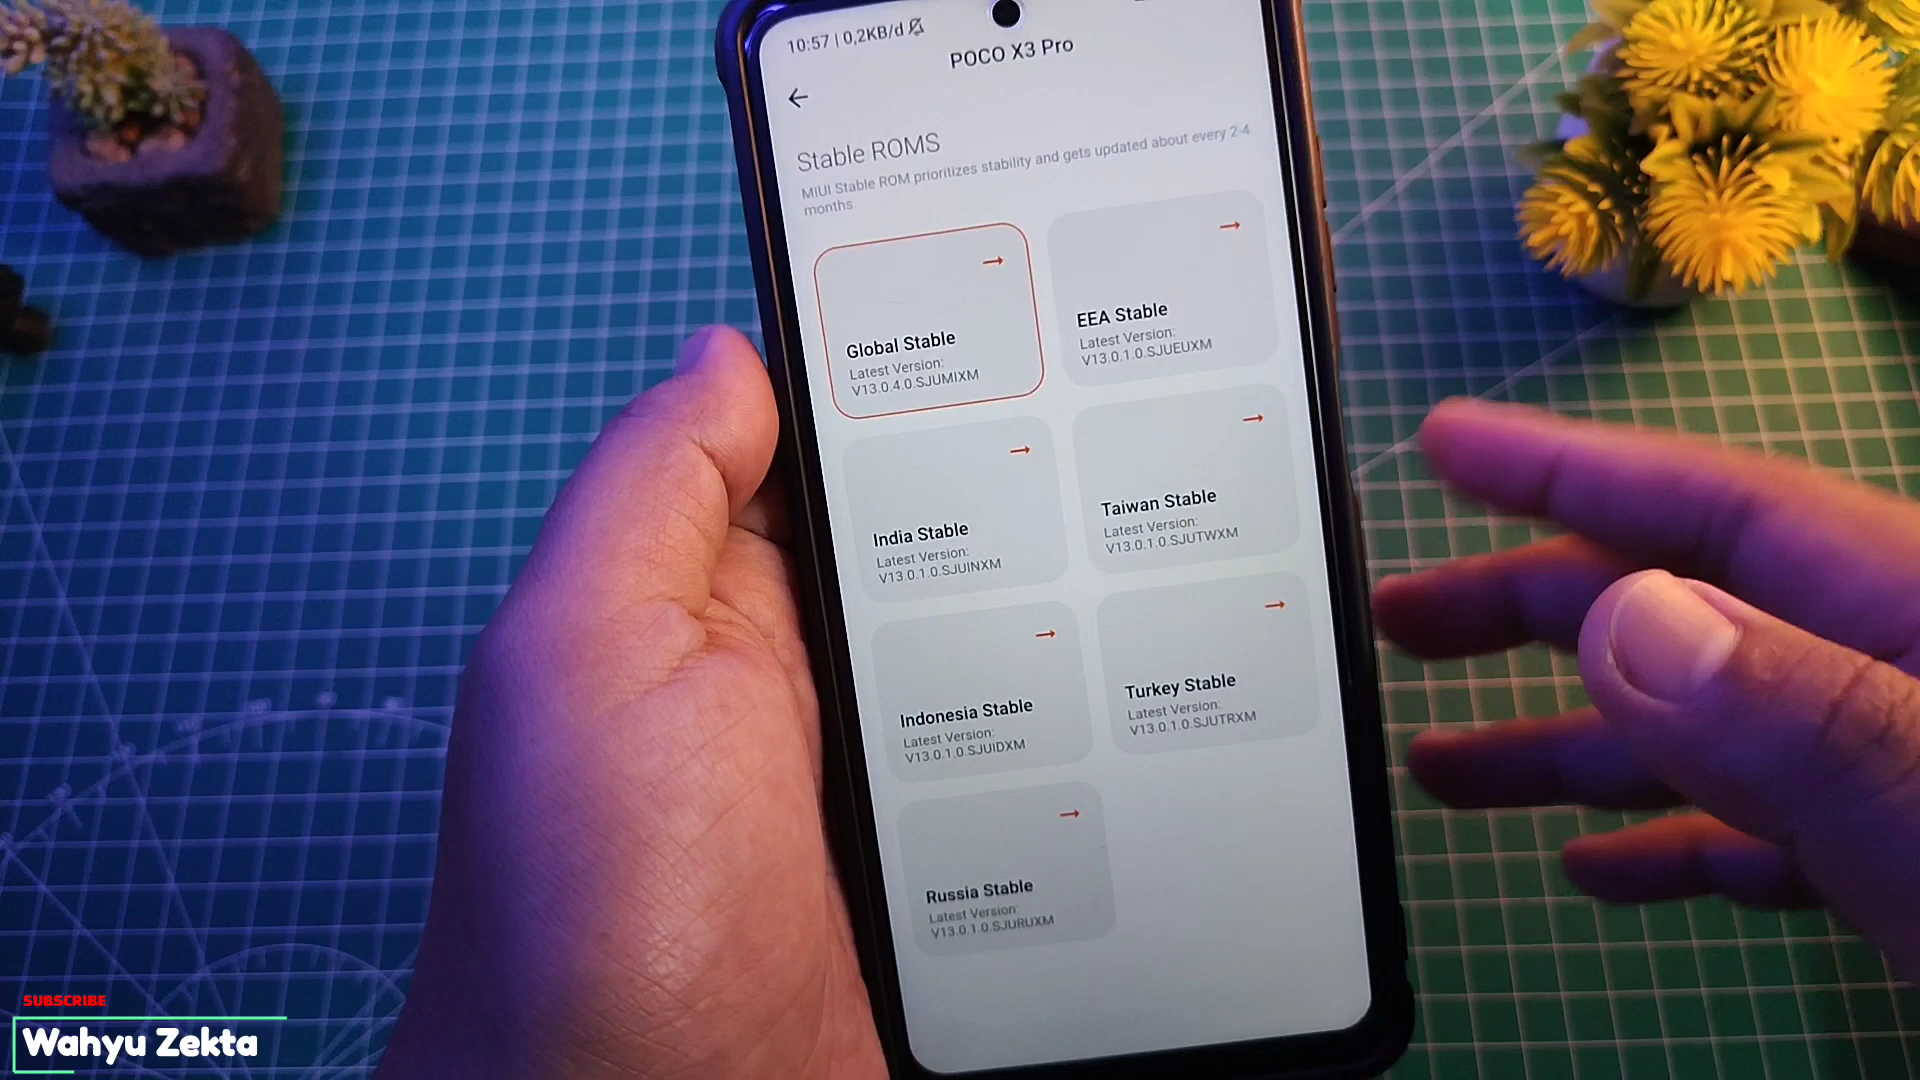 10:57 | 0,2KB/d
POCO X3 Pro
Stable ROMS
MIUI Stable ROM prioritizes stability and gets updated about every 2-4
months.
Global Stable
Latest Version:
V13.0.4.0.SJUMIXM
EEA Stable
Latest Version:
V13.0.1.0.SJUEUXM
India Stable
Latest Version:
V13.0.1.0.SJUINXM
Taiwan Stable
Latest Version:
V13.0.1.0.SJUTWXM
Indonesia Stable
Latest Version:
V13.0.1.0.SJUIDXM
Turkey Stable
Latest Version:
V13.0.1.0.SJUTRXM
Russia Stable
Latest Version:
V13.0.1.0.SJURUXM
SUBSCRIBE
Wahyu Zekta